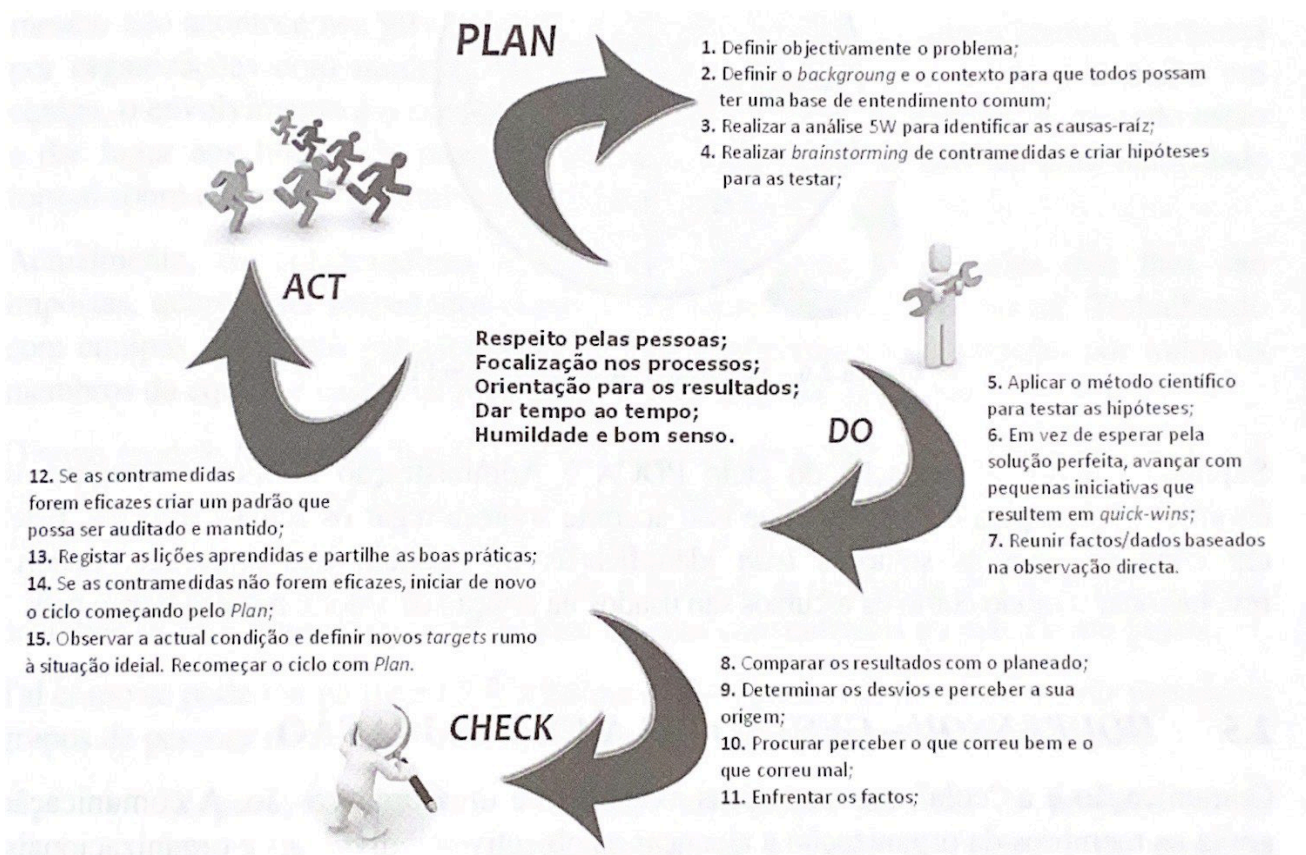 PLAN
1. Definir objectivamente o problema;
2. Definir o backgroung e o contexto para que todos possam
ter uma base de entendimento comum;
3. Realizar a análise 5W para identificar as causas-raíz;
4. Realizar brainstorming de contramedidas e criar hipóteses
para as testar;
ACT
Respeito pelas pessoas;
Focalização nos processos;
Orientação para os resultados;
Dar tempo ao tempo;
Humildade e bom senso.
DO
5. Aplicar o método científico
para testar as hipóteses;
6. Em vez de esperar pela
solução perfeita, avançar com
pequenas iniciativas que
resultem em quick-wins;
7. Reunir factos/dados baseados
na observação directa.
12. Se as contramedidas
forem eficazes criar um padrão que
possa ser auditado e mantido;
13. Registar as lições aprendidas e partilhe as boas práticas;
14. Se as contramedidas não forem eficazes, iniciar de novo
o ciclo começando pelo Plan;
15. Observar a actual condição e definir novos targets rumo
à situação ideial. Recomeçar o ciclo com Plan.
CHECK
8. Comparar os resultados com o planeado;
9. Determinar os desvios e perceber a sua
origem;
10. Procurar perceber o que correu bem e o
que correu mal;
11. Enfrentar os factos;